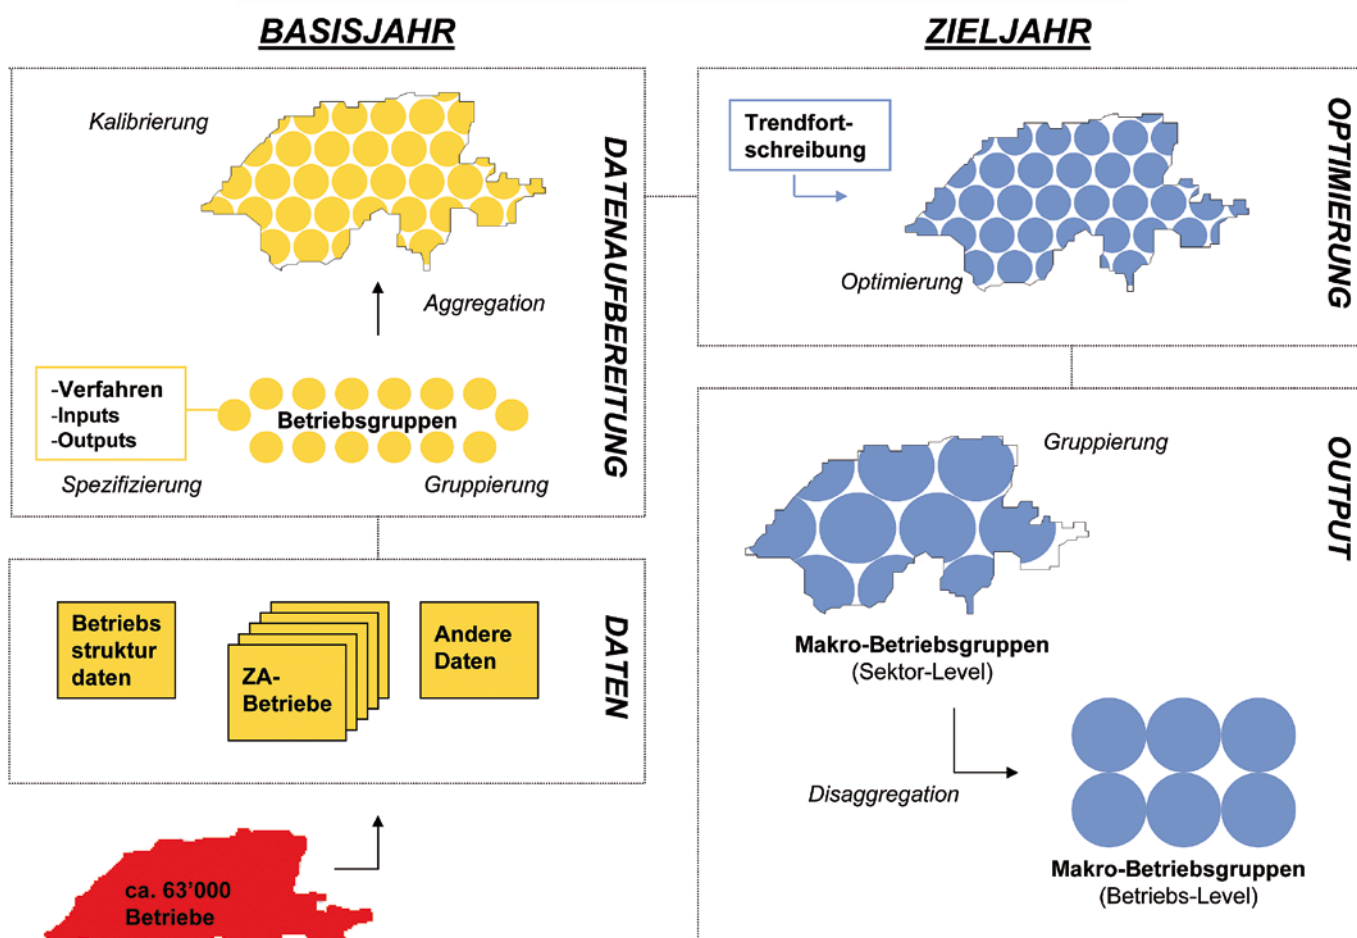 BASISJAHR
Kalibrierung
Aggregation
-Verfahren
-Inputs
-Outputs
Betriebsgruppen
Spezifizierung
Gruppierung
DATENAUFBEREITUNG
Betriebs
struktur
daten
ZA-
Betriebe
Andere
Daten
DATEN
ca. 63’000
Betriebe
ZIELJAHR
Trendfort-
schreibung
Optimierung
OPTIMIERUNG
Gruppierung
Makro-Betriebsgruppen
(Sektor-Level)
Disaggregation
Makro-Betriebsgruppen
(Betriebs-Level)
OUTPUT